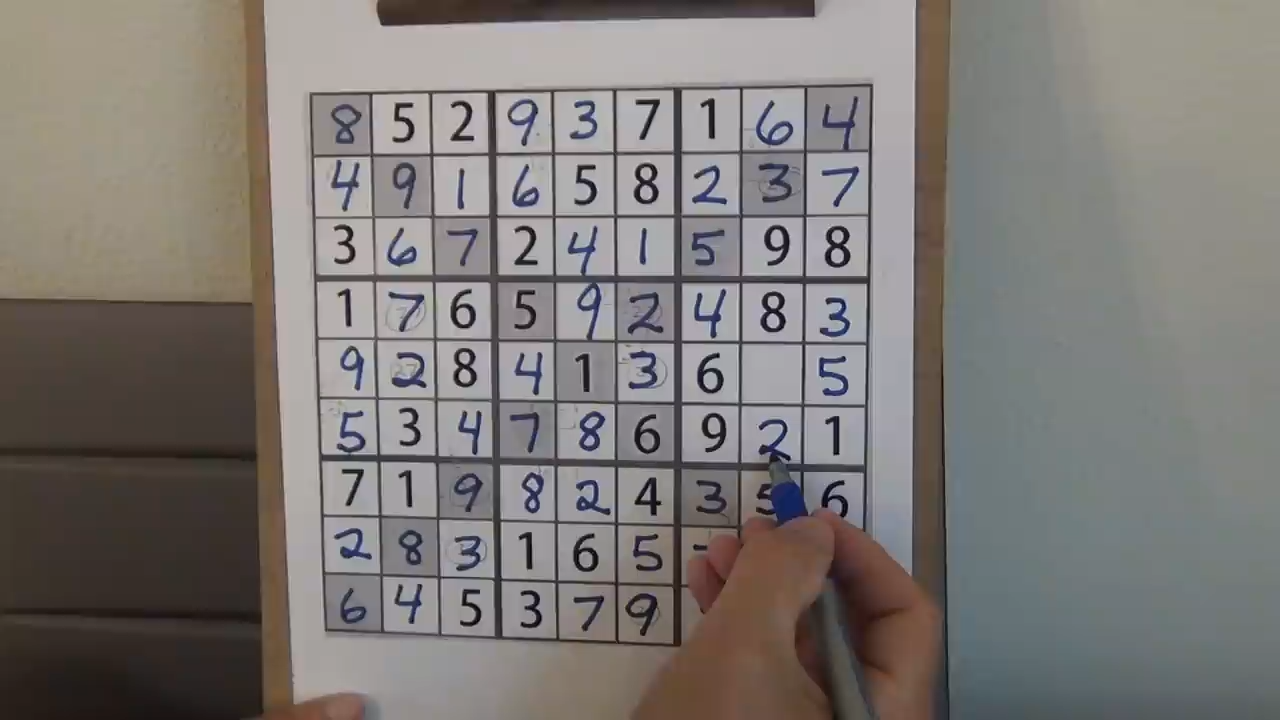 8 5 2 9 3 7 1 6 4
4 9 1 6 5 8 2 3 7
3 6 7 2 4 1 5 9 8
1 7 6 5 9 2 4 8 3
9 2 8 4 1 3 6 5
5 3 4 7 8 6 9 2 1
7 1 9 8 2 4 3 5 6
2 8 3 1 6 5
6 4 5 3 7 9